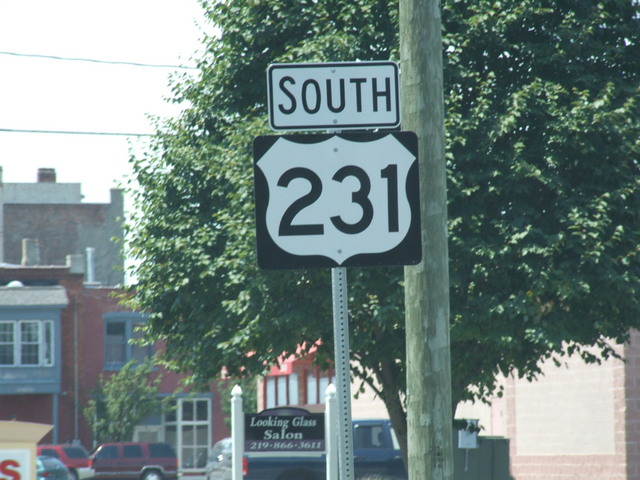 SOUTH
231
Looking Glass
Salon
219-866-3611
S